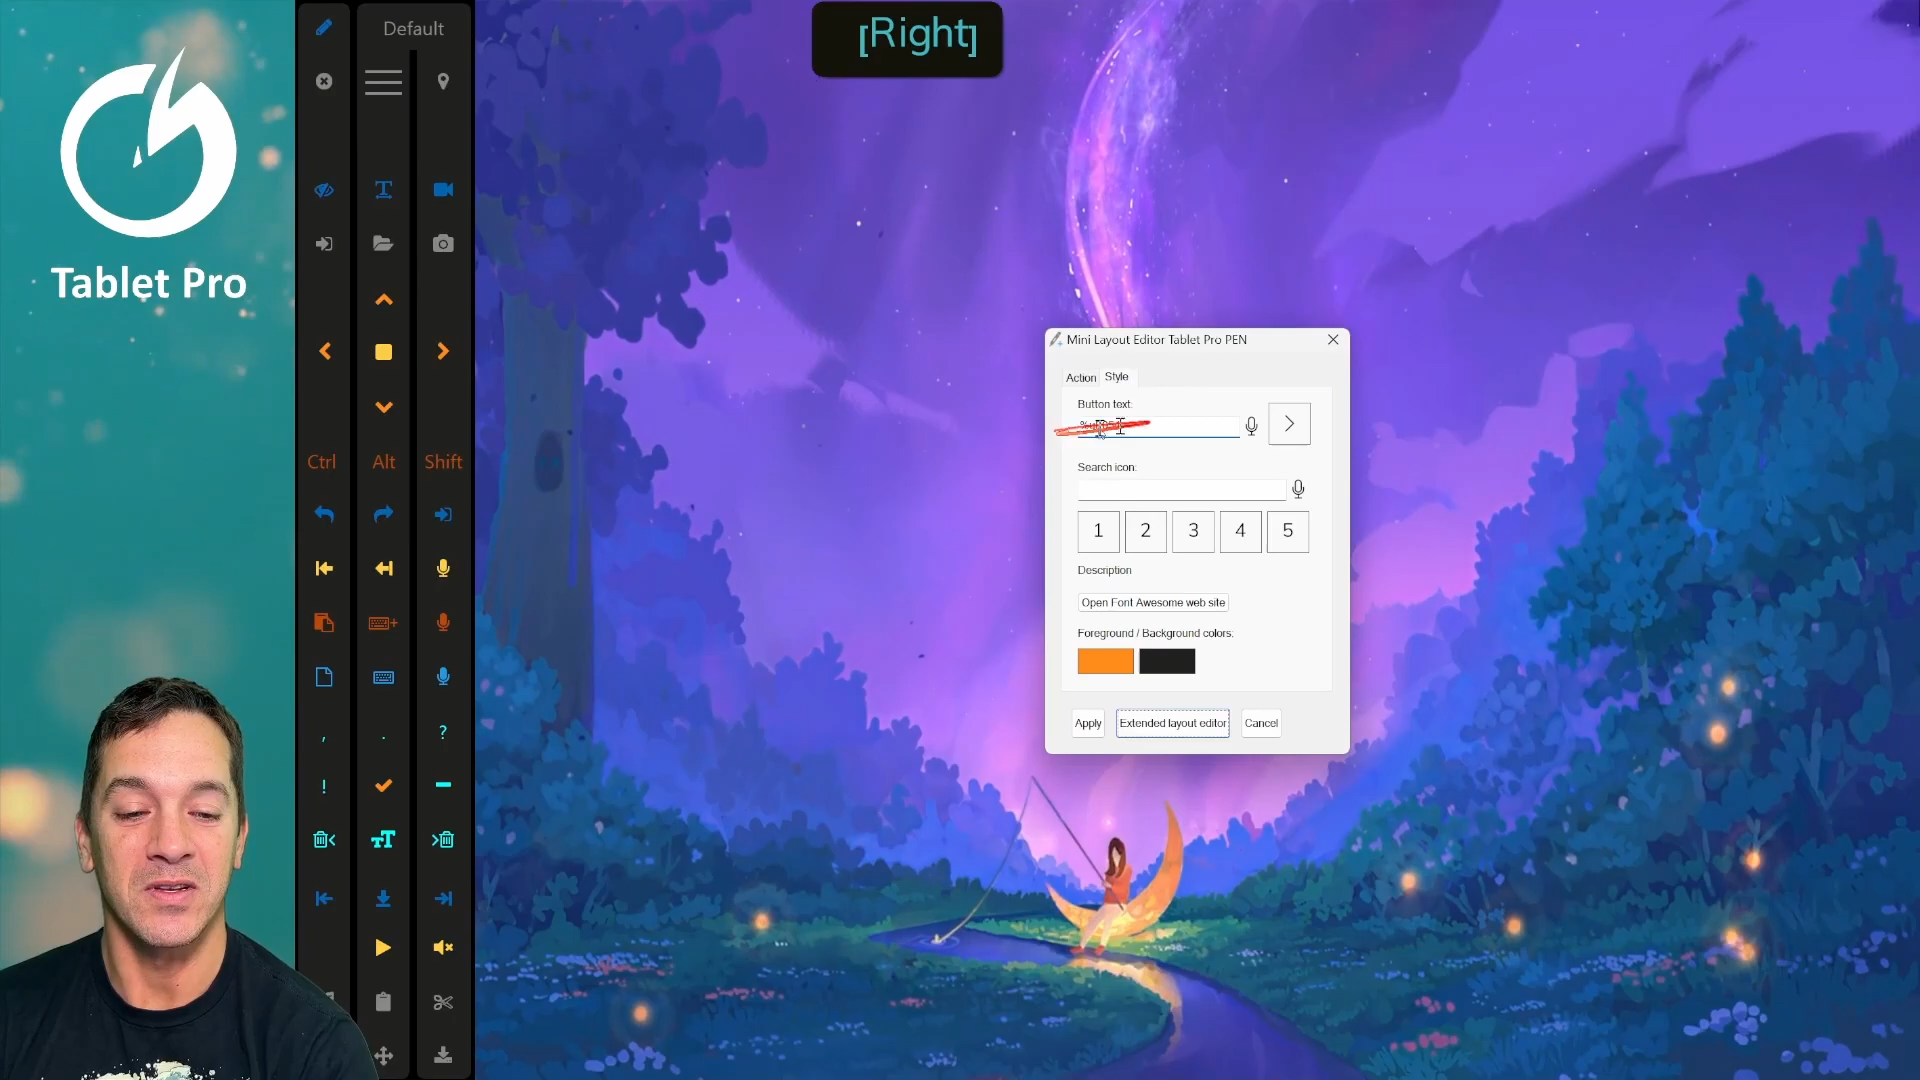 [Right]
Default
Tablet Pro
Ctrl Alt Shift
, . ?
!
Mini Layout Editor Tablet Pro PEN
Action Style
Button text:
Search icon:
1 2 3 4 5
Description
Open Font Awesome web site
Foreground / Background colors:
Apply Extended layout editor Cancel